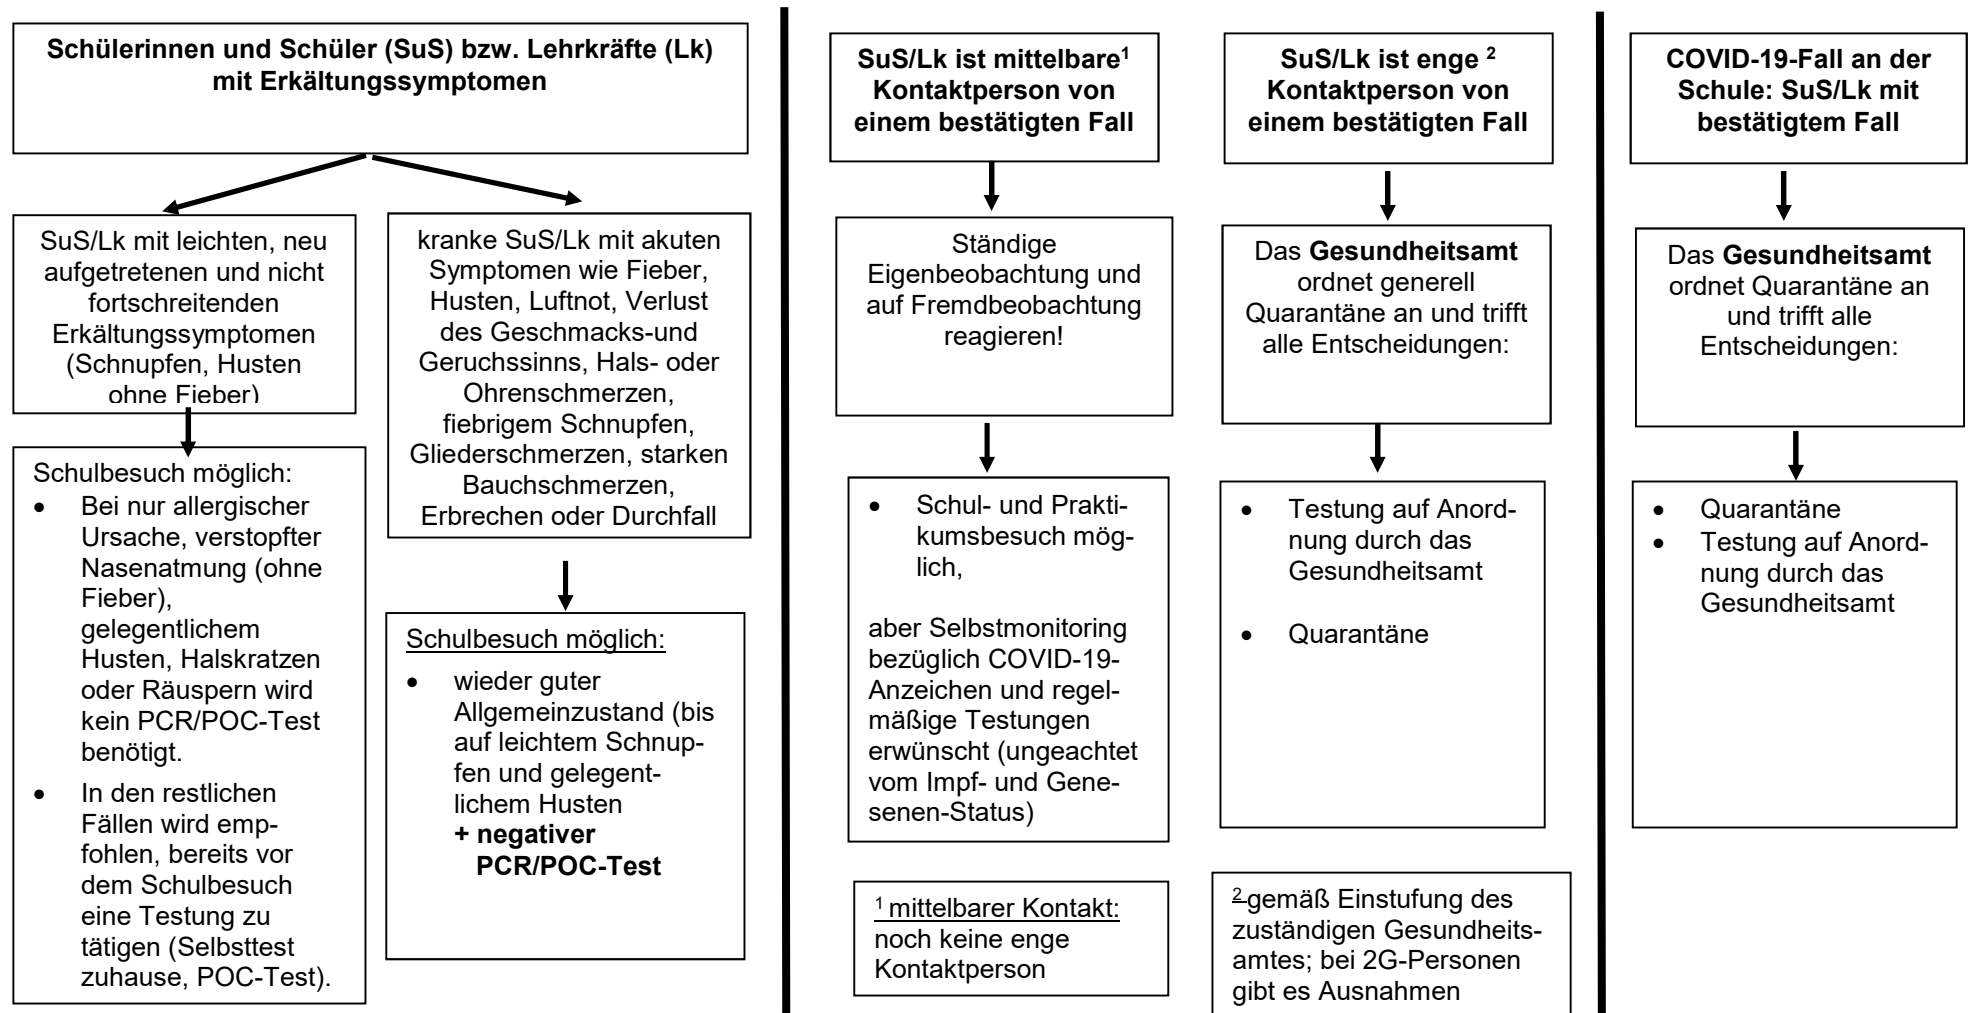 Schülerinnen und Schüler (SuS) bzw. Lehrkräfte (Lk)
mit Erkältungssymptomen
SuS/Lk mit leichten, neu
aufgetretenen und nicht
fortschreitenden
Erkältungssymptomen
(Schnupfen, Husten
ohne Fieber)
Schulbesuch möglich:
• Bei nur allergischer
Ursache, verstopfter
Nasenatmung (ohne
Fieber),
gelegentlichem
Husten, Halskratzen
oder Räuspern wird
kein PCR/POC-Test
benötigt.
• In den restlichen
Fällen wird emp-
fohlen, bereits vor
dem Schulbesuch
eine Testung zu
tätigen (Selbsttest
zuhause, POC-Test).
kranke SuS/Lk mit akuten
Symptomen wie Fieber,
Husten, Luftnot, Verlust
des Geschmacks-und
Geruchssinns, Hals- oder
Ohrenschmerzen,
fiebrigem Schnupfen,
Gliederschmerzen, starken
Bauchschmerzen,
Erbrechen oder Durchfall
Schulbesuch möglich:
• wieder guter
Allgemeinzustand (bis
auf leichtem Schnup-
fen und gelegent-
lichem Husten
+ negativer
PCR/POC-Test
SuS/Lk ist mittelbare¹
Kontaktperson von
einem bestätigten Fall
Ständige
Eigenbeobachtung und
auf Fremdbeobachtung
reagieren!
• Schul- und Prakti-
kumsbesuch mög-
lich,
aber Selbstmonitoring
bezüglich COVID-19-
Anzeichen und regel-
mäßige Testungen
erwünscht (ungeachtet
vom Impf- und Gene-
senen-Status)
¹ mittelbarer Kontakt:
noch keine enge
Kontaktperson
SuS/Lk ist enge ²
Kontaktperson von
einem bestätigten Fall
Das Gesundheitsamt
ordnet generell
Quarantäne an und trifft
alle Entscheidungen:
• Testung auf Anord-
nung durch das
Gesundheitsamt
• Quarantäne
² gemäß Einstufung des
zuständigen Gesundheits-
amtes; bei 2G-Personen
gibt es Ausnahmen
COVID-19-Fall an der
Schule: SuS/Lk mit
bestätigtem Fall
Das Gesundheitsamt
ordnet Quarantäne an
und trifft alle
Entscheidungen:
• Quarantäne
• Testung auf Anord-
nung durch das
Gesundheitsamt